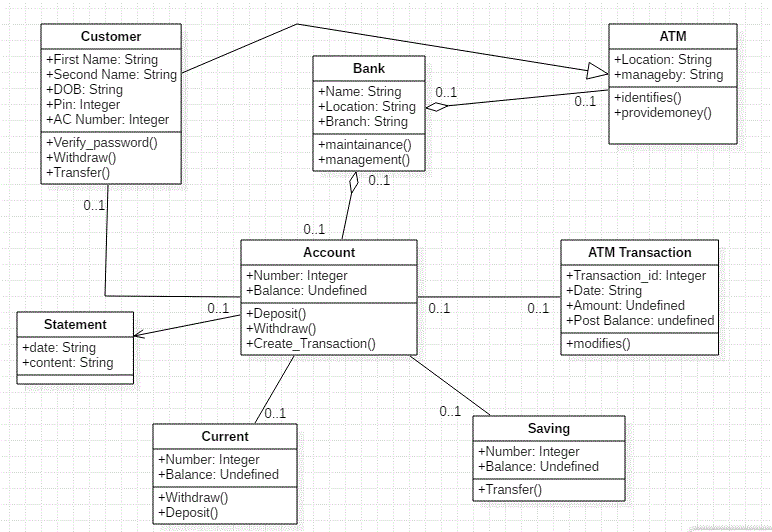 Customer
+First Name: String
+Second Name: String
+DOB: String
+Pin: Integer
+AC Number: Integer
+Verify_password()
+Withdraw()
+Transfer()
ATM
+Location: String
+manageby: String
+identifies()
+providemoney()
Bank
+Name: String
+Location: String
+Branch: String
+maintainance()
+management()
0..1
0..1
0..1
0..1
0..1
0..1
Account
+Number: Integer
+Balance: Undefined
+Deposit()
+Withdraw()
+Create_Transaction()
0..1
0..1
ATM Transaction
+Transaction_id: Integer
+Date: String
+Amount: Undefined
+Post Balance: undefined
+modifies()
Statement
+date: String
+content: String
0..1
0..1
Current
+Number: Integer
+Balance: Undefined
+Withdraw()
+Deposit()
Saving
+Number: Integer
+Balance: Undefined
+Transfer()